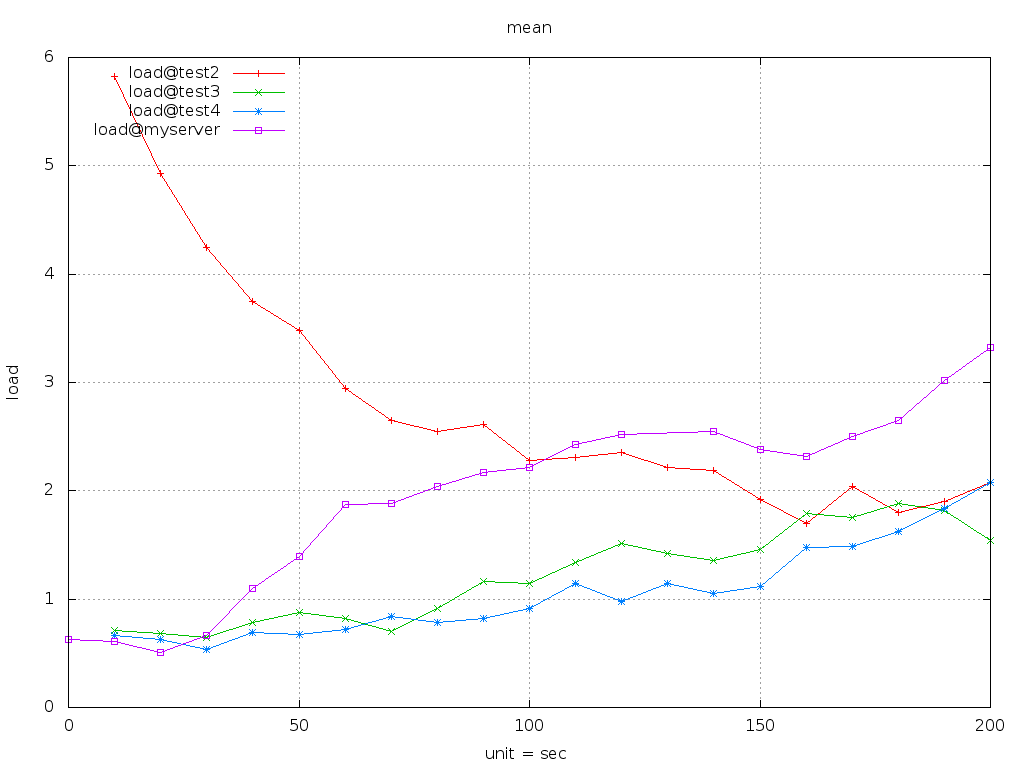 mean
6
load@test2
load@test3
load@test4
load@myserver
5
4
3
2
1
0
load
0 50 100 150 200
unit = sec